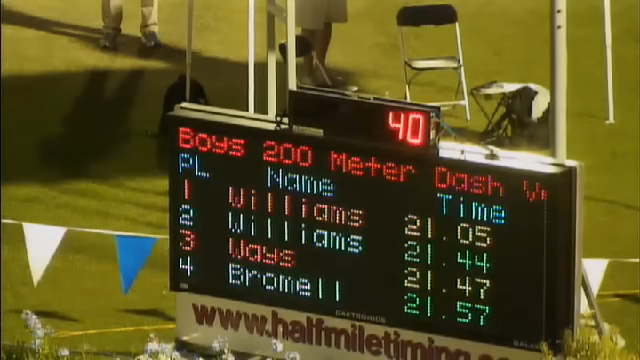 40
Boys 200 Meter Dash V
PL Name Time
1 Williams 21.05
2 Williams 21.44
3 Ways 21.47
4 Bromell 21.57
DAKTRONICS
www.halfmiletiming.co